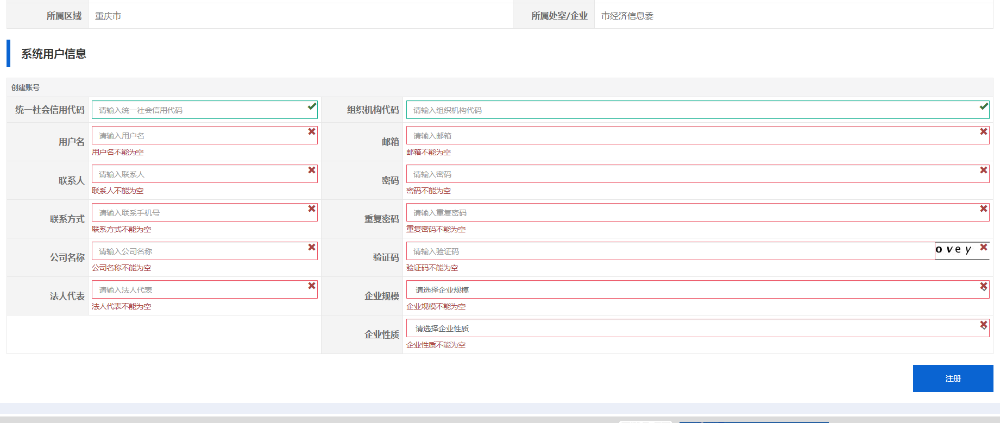 所属区域 重庆市 所属处室/企业 市经济信息委
系统用户信息
创建账号
统一社会信用代码 请输入统一社会信用代码 组织机构代码 请输入组织机构代码
用户名 请输入用户名 邮箱 请输入邮箱
用户名不能为空 邮箱不能为空
联系人 请输入联系人 密码 请输入密码
联系人不能为空 密码不能为空
联系方式 请输入联系手机号 重复密码 请输入重复密码
联系方式不能为空 重复密码不能为空
公司名称 请输入公司名称 验证码 请输入验证码 o v e y
公司名称不能为空 验证码不能为空
法人代表 请输入法人代表 企业规模 请选择企业规模
法人代表不能为空 企业规模不能为空
企业性质 请选择企业性质
企业性质不能为空
注册